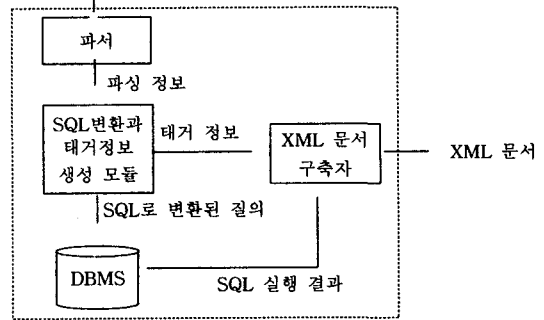 파서
파싱 정보
SQL변환과
태거정보
생성 모듈
태거 정보
XML 문서
구축자
XML 문서
SQL로 변환된 질의
DBMS
SQL 실행 결과